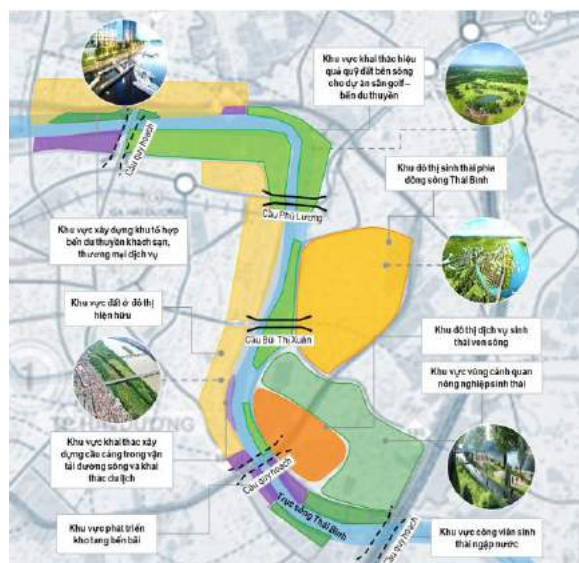 0.9
Khu vực khai thác hiệu
quả quỹ đất bên sông
cho dự án sân golf –
bến du thuyền
Cầu quy hoạch
Khu đô thị sinh thái phía
đông sông Thái Bình
Cầu Phú Lương
Khu vực xây dựng khu tổ hợp
bến du thuyền khách sạn,
thương mại dịch vụ
Khu vực đất ở đô thị
hiện hữu
Cầu Bùi Thị Xuân
Khu đô thị dịch vụ sinh
thái ven sông
Khu vực vùng cảnh quan
nông nghiệp sinh thái
Khu vực khai thác xây
dựng cầu cảng trong vận
tải đường sông và khai
thác du lịch
Cầu quy hoạch
Trục sông Thái Bình
Khu vực phát triển
kho tàng bến bãi
Cầu quy hoạch
Khu vực công viên sinh
thái ngập nước